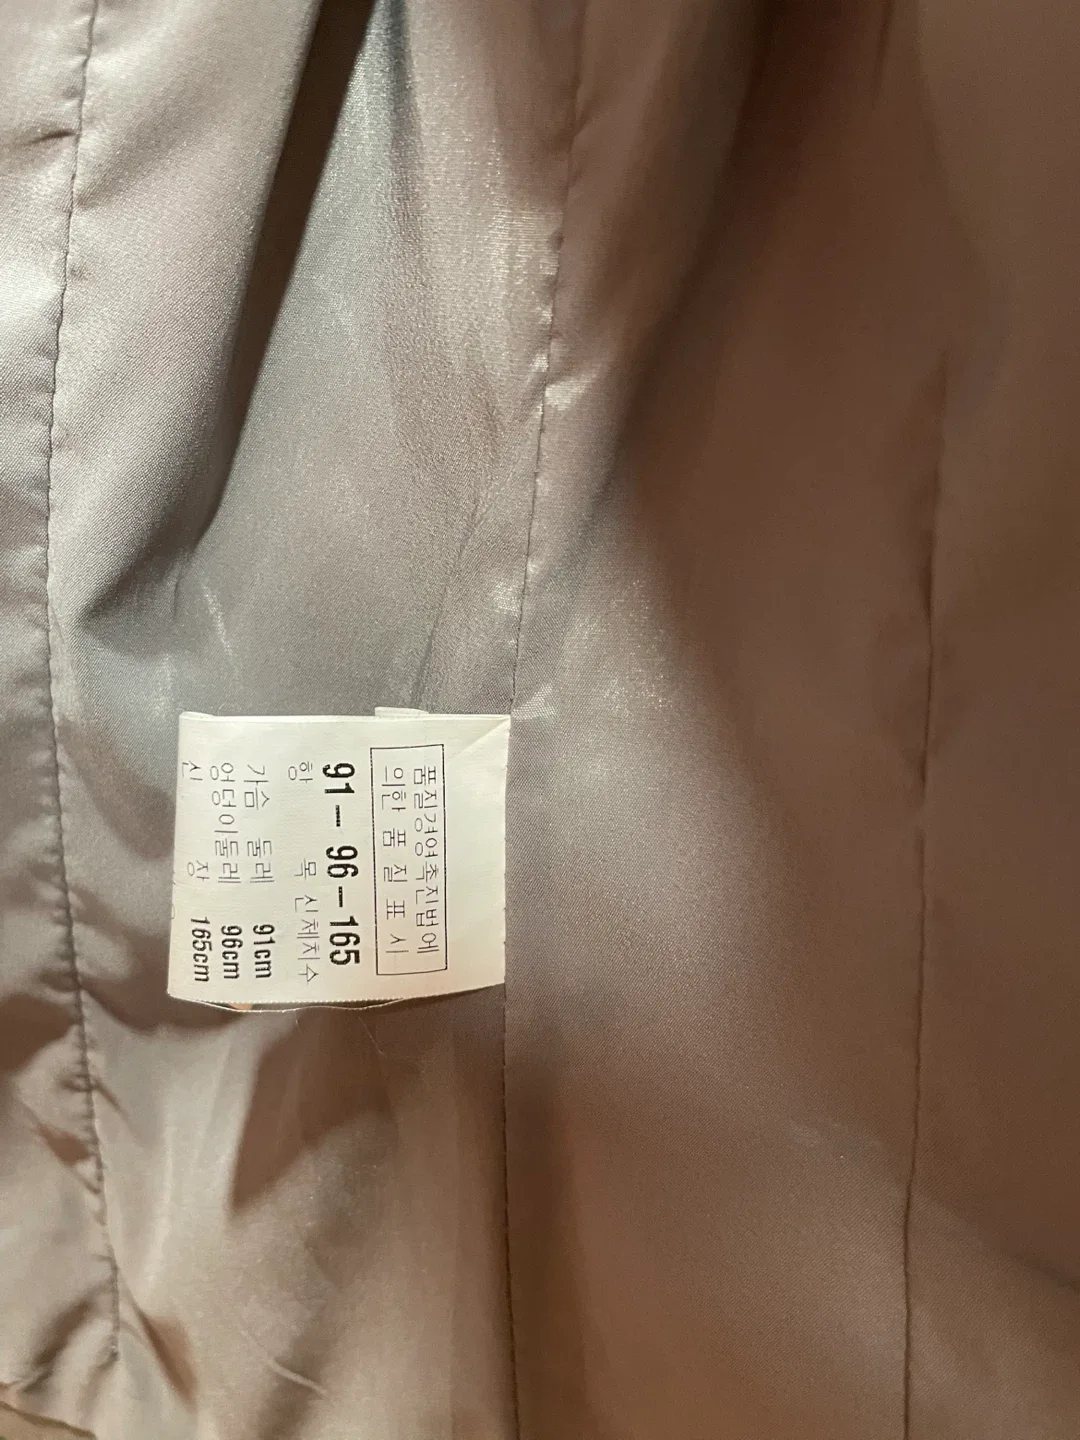 품질경영촉진법에
의한 품질표시
91-96-165
항 목 신체치수
가슴 둘레 91cm
엉덩이둘레 96cm
신 장 165cm